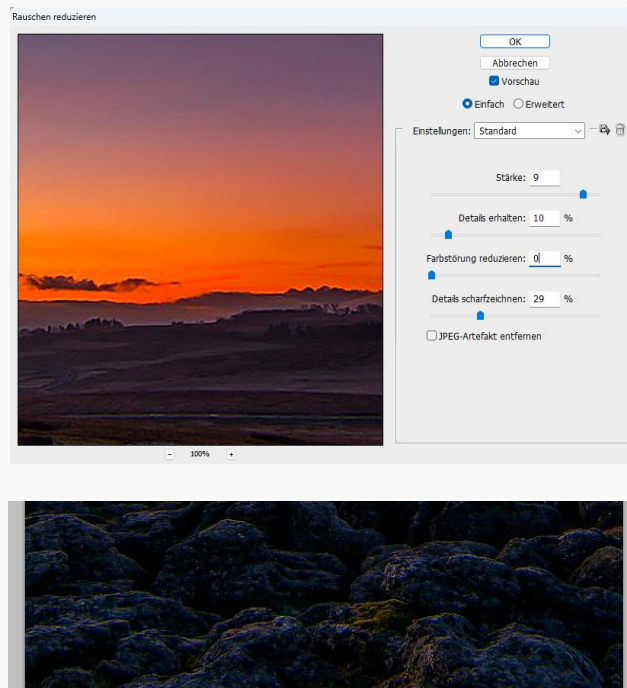 Rauschen reduzieren
OK
Abbrechen
Vorschau
Einfach Erweitert
Einstellungen: Standard
Stärke: 9
Details erhalten: 10 %
Farbstörung reduzieren: 0 %
Details scharfzeichnen: 29 %
JPEG-Artefakt entfernen
- 100% +